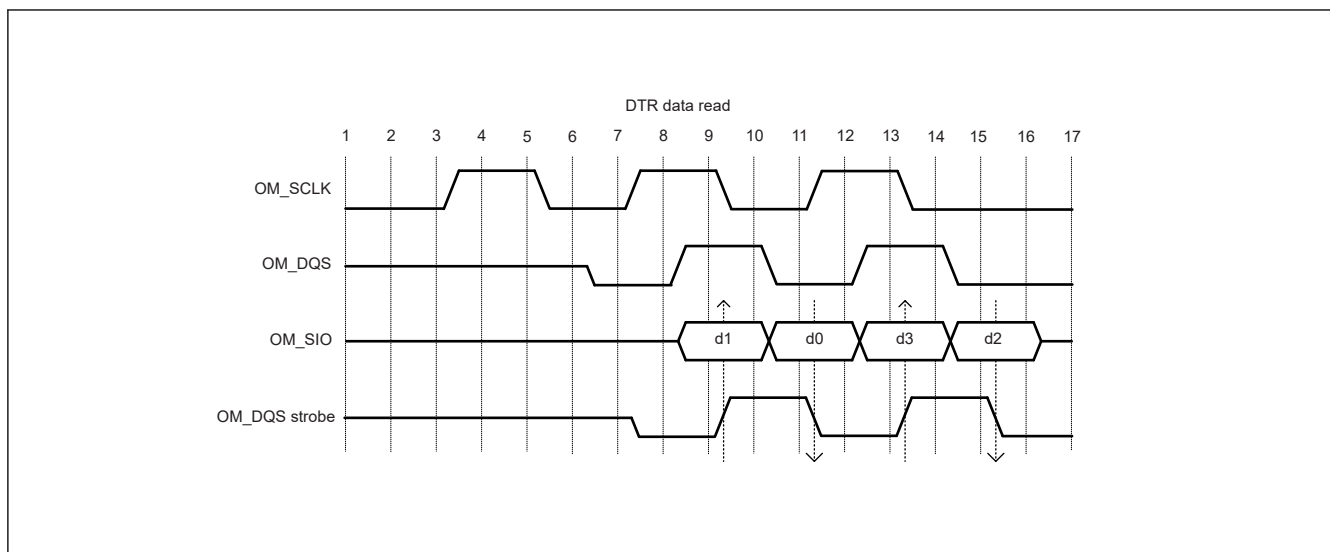 DTR data read
1 2 3 4 5 6 7 8 9 10 11 12 13 14 15 16 17
OM_SCLK
OM_DQS
OM_SIO d1 d0 d3 d2
OM_DQS strobe